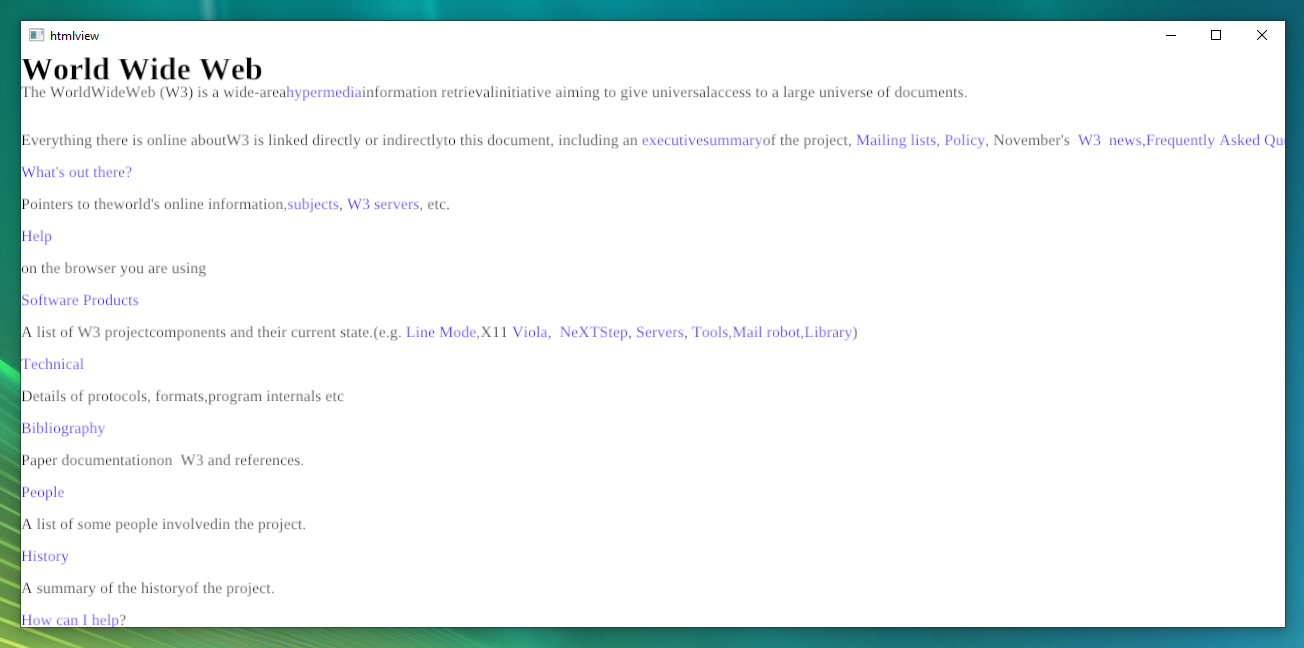 htmlview
World Wide Web
The WorldWideWeb (W3) is a wide-areahypermediainformation retrievalinitiative aiming to give universalaccess to a large universe of documents.
Everything there is online aboutW3 is linked directly or indirectlyto this document, including an executivesummaryof the project, Mailing lists, Policy, November's  W3  news,Frequently Asked Qu
What's out there?
Pointers to theworld's online information,subjects, W3 servers, etc.
Help
on the browser you are using
Software Products
A list of W3 projectcomponents and their current state.(e.g. Line Mode,X11 Viola,  NeXTStep, Servers, Tools,Mail robot,Library)
Technical
Details of protocols, formats,program internals etc
Bibliography
Paper documentationon  W3 and references.
People
A list of some people involvedin the project.
History
A summary of the historyof the project.
How can I help?